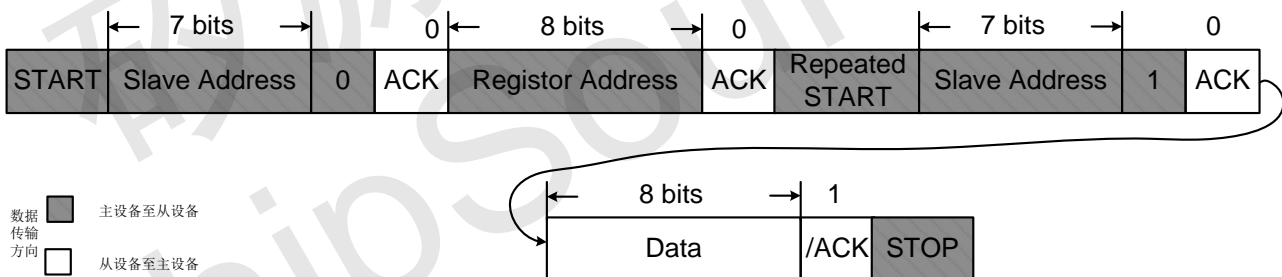 7 bits 0 8 bits 0 7 bits 0
START Slave Address 0 ACK Registor Address ACK Repeated START Slave Address 1 ACK
8 bits 1
Data /ACK STOP
数据传输方向
主设备至从设备
从设备至主设备